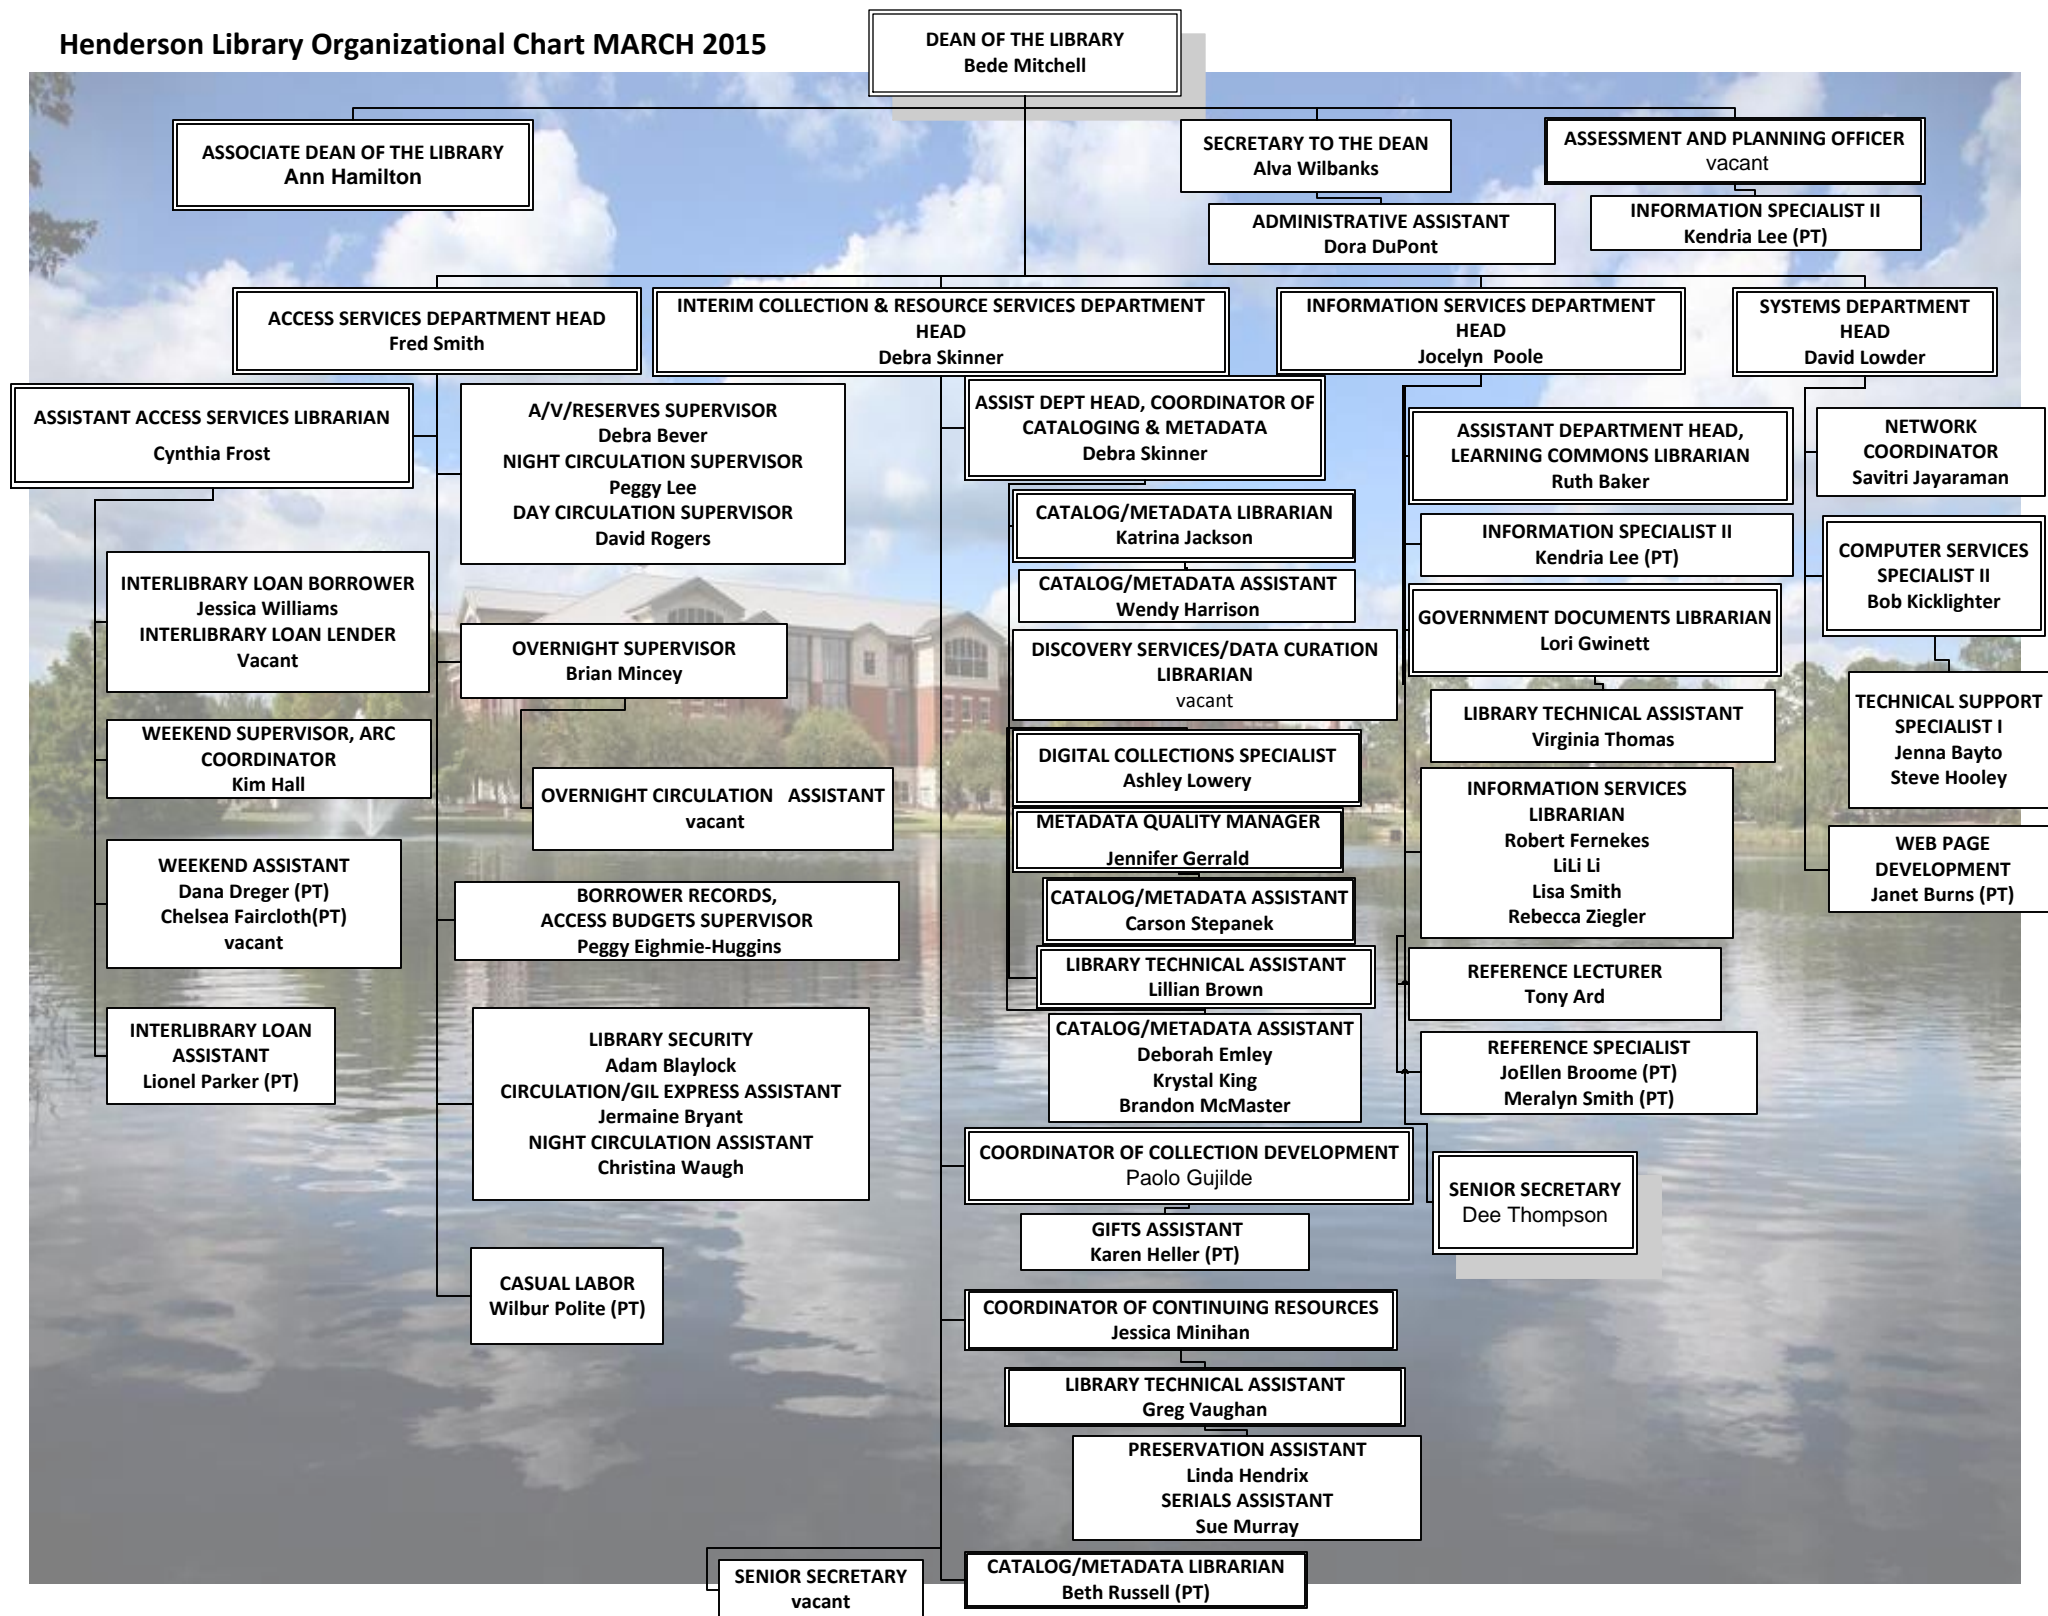 Henderson Library Organizational Chart MARCH 2015
DEAN OF THE LIBRARY
Bede Mitchell
ASSOCIATE DEAN OF THE LIBRARY
Ann Hamilton
SECRETARY TO THE DEAN
Alva Wilbanks
ADMINISTRATIVE ASSISTANT
Dora DuPont
ASSESSMENT AND PLANNING OFFICER
vacant
INFORMATION SPECIALIST II
Kendria Lee (PT)
ACCESS SERVICES DEPARTMENT HEAD
Fred Smith
ASSISTANT ACCESS SERVICES LIBRARIAN
Cynthia Frost
INTERLIBRARY LOAN BORROWER
Jessica Williams
INTERLIBRARY LOAN LENDER
Vacant
WEEKEND SUPERVISOR, ARC
COORDINATOR
Kim Hall
WEEKEND ASSISTANT
Dana Dreger (PT)
Chelsea Faircloth(PT)
vacant
INTERLIBRARY LOAN
ASSISTANT
Lionel Parker (PT)
A/V/RESERVES SUPERVISOR
Debra Bever
NIGHT CIRCULATION SUPERVISOR
Peggy Lee
DAY CIRCULATION SUPERVISOR
David Rogers
OVERNIGHT SUPERVISOR
Brian Mincey
OVERNIGHT CIRCULATION ASSISTANT
vacant
BORROWER RECORDS,
ACCESS BUDGETS SUPERVISOR
Peggy Eighmie-Huggins
LIBRARY SECURITY
Adam Blaylock
CIRCULATION/GIL EXPRESS ASSISTANT
Jermaine Bryant
NIGHT CIRCULATION ASSISTANT
Christina Waugh
CASUAL LABOR
Wilbur Polite (PT)
INTERIM COLLECTION & RESOURCE SERVICES DEPARTMENT
HEAD
Debra Skinner
ASSIST DEPT HEAD, COORDINATOR OF
CATALOGING & METADATA
Debra Skinner
CATALOG/METADATA LIBRARIAN
Katrina Jackson
CATALOG/METADATA ASSISTANT
Wendy Harrison
DISCOVERY SERVICES/DATA CURATION
LIBRARIAN
vacant
DIGITAL COLLECTIONS SPECIALIST
Ashley Lowery
METADATA QUALITY MANAGER
Jennifer Gerrald
CATALOG/METADATA ASSISTANT
Carson Stepanek
LIBRARY TECHNICAL ASSISTANT
Lillian Brown
CATALOG/METADATA ASSISTANT
Deborah Emley
Krystal King
Brandon McMaster
COORDINATOR OF COLLECTION DEVELOPMENT
Paolo Gujilde
GIFTS ASSISTANT
Karen Heller (PT)
COORDINATOR OF CONTINUING RESOURCES
Jessica Minihan
LIBRARY TECHNICAL ASSISTANT
Greg Vaughan
PRESERVATION ASSISTANT
Linda Hendrix
SERIALS ASSISTANT
Sue Murray
SENIOR SECRETARY
vacant
CATALOG/METADATA LIBRARIAN
Beth Russell (PT)
INFORMATION SERVICES DEPARTMENT
HEAD
Jocelyn Poole
ASSISTANT DEPARTMENT HEAD,
LEARNING COMMONS LIBRARIAN
Ruth Baker
INFORMATION SPECIALIST II
Kendria Lee (PT)
GOVERNMENT DOCUMENTS LIBRARIAN
Lori Gwinett
LIBRARY TECHNICAL ASSISTANT
Virginia Thomas
INFORMATION SERVICES
LIBRARIAN
Robert Fernekes
LiLi Li
Lisa Smith
Rebecca Ziegler
REFERENCE LECTURER
Tony Ard
REFERENCE SPECIALIST
JoEllen Broome (PT)
Meralyn Smith (PT)
SENIOR SECRETARY
Dee Thompson
SYSTEMS DEPARTMENT
HEAD
David Lowder
NETWORK
COORDINATOR
Savitri Jayaraman
COMPUTER SERVICES
SPECIALIST II
Bob Kicklighter
TECHNICAL SUPPORT
SPECIALIST I
Jenna Bayto
Steve Hooley
WEB PAGE
DEVELOPMENT
Janet Burns (PT)